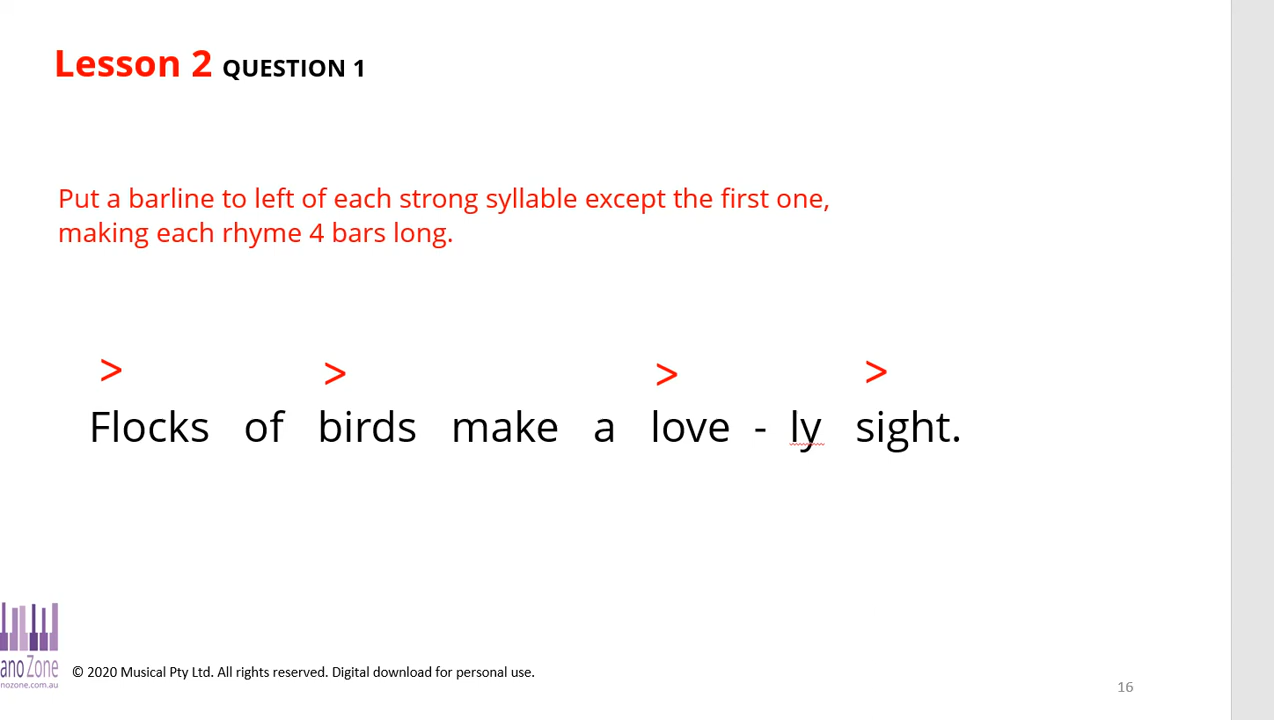 Lesson 2 QUESTION 1
Put a barline to left of each strong syllable except the first one,
making each rhyme 4 bars long.
> > > >
Flocks of birds make a love - ly sight.
ano Zone
nozone.com.au
© 2020 Musical Pty Ltd. All rights reserved. Digital download for personal use.
16